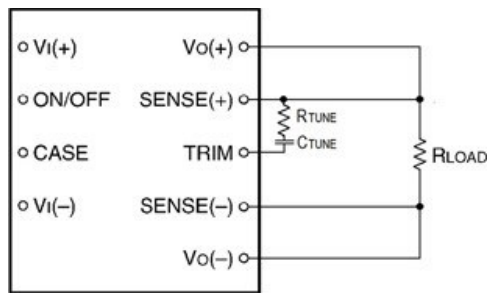 VI(+) VO(+)
ON/OFF SENSE(+)
RTUNE
CTUNE
CASE TRIM
RLOAD
VI(−) SENSE(−)
VO(−)